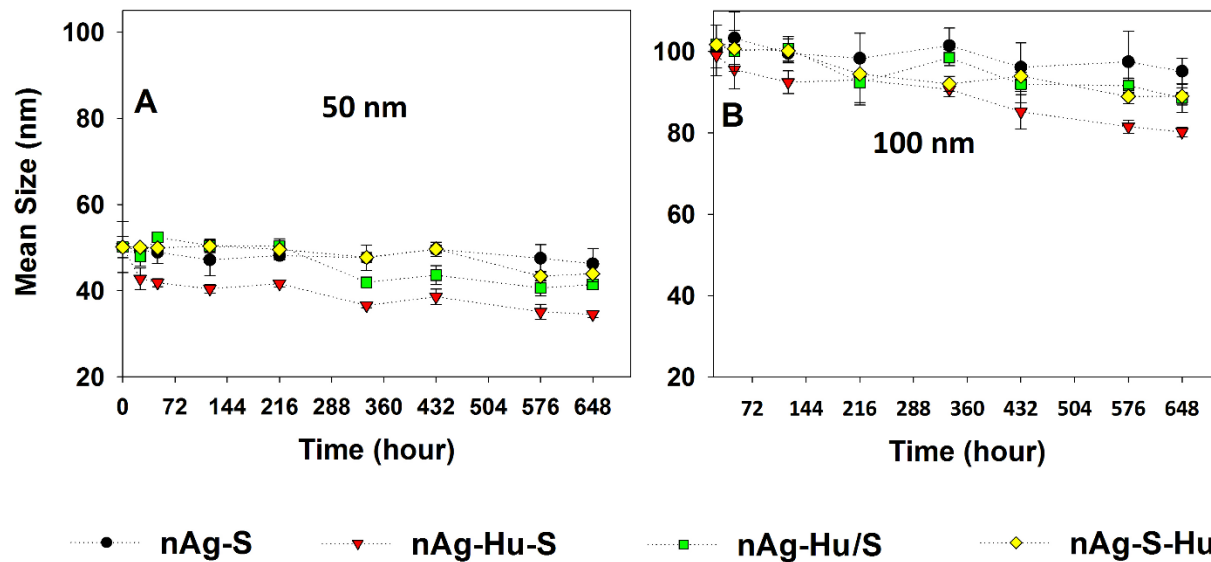 A
50 nm
Mean Size (nm)
100
80
60
40
20
0 72 144 216 288 360 432 504 576 648
Time (hour)
B
100 nm
100
80
60
40
20
72 144 216 288 360 432 504 576 648
Time (hour)
nAg-S nAg-Hu-S nAg-Hu/S nAg-S-Hu